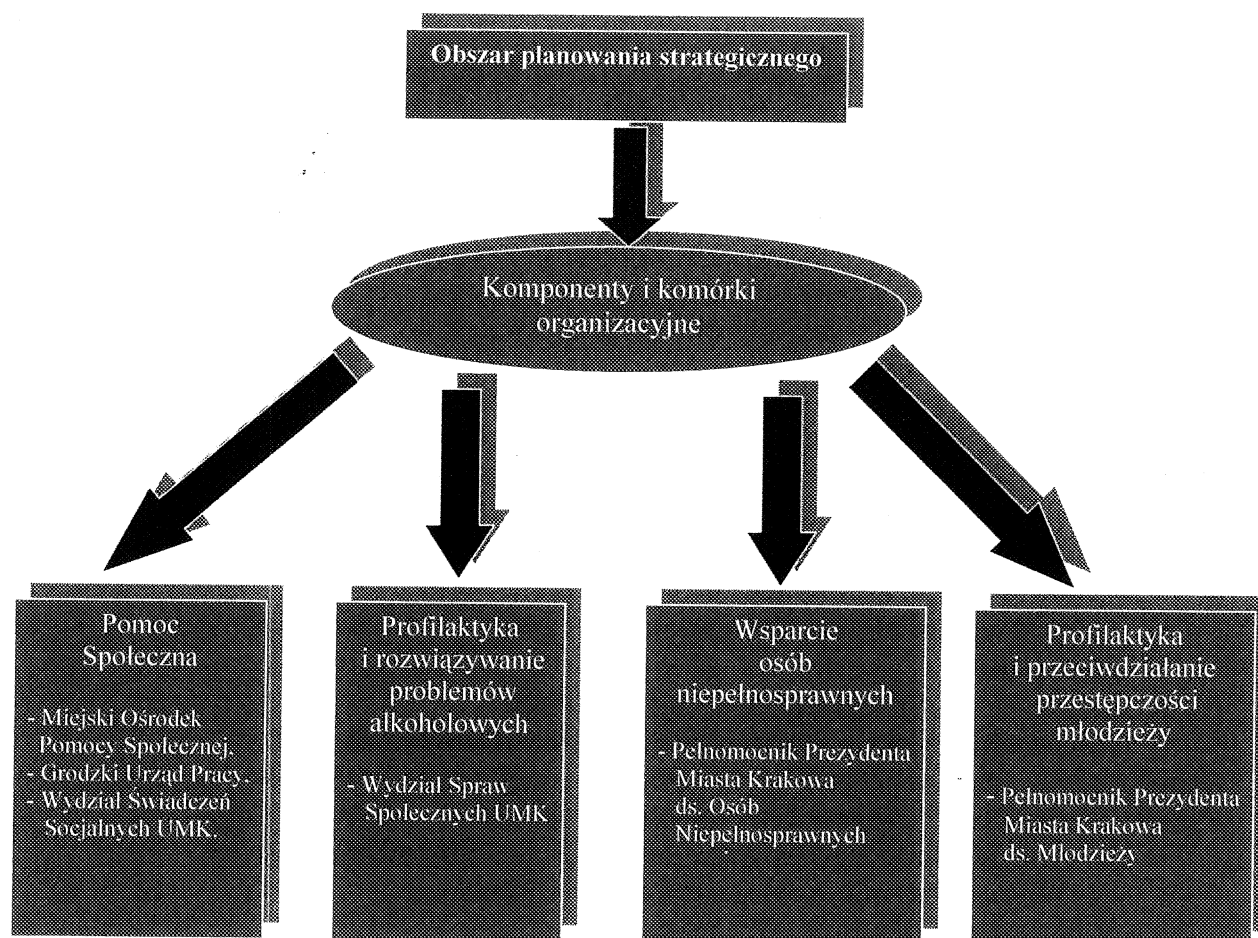 Obszar planowania strategicznego
Komponenty i komórki
organizacyjne
Pomoc
Społeczna
- Miejski Ośrodek
Pomocy Społecznej,
- Grodzki Urząd Pracy,
- Wydział Świadczeń
Socjalnych UMK.
Profilaktyka
i rozwiązywanie
problemów
alkoholowych
- Wydział Spraw
Społecznych UMK
Wsparcie
osób
niepełnosprawnych
- Pełnomocnik Prezydenta
Miasta Krakowa
ds. Osób
Niepełnosprawnych
Profilaktyka
i przeciwdziałanie
przestępczości
młodzieży
- Pełnomocnik Prezydenta
Miasta Krakowa
ds. Młodzieży